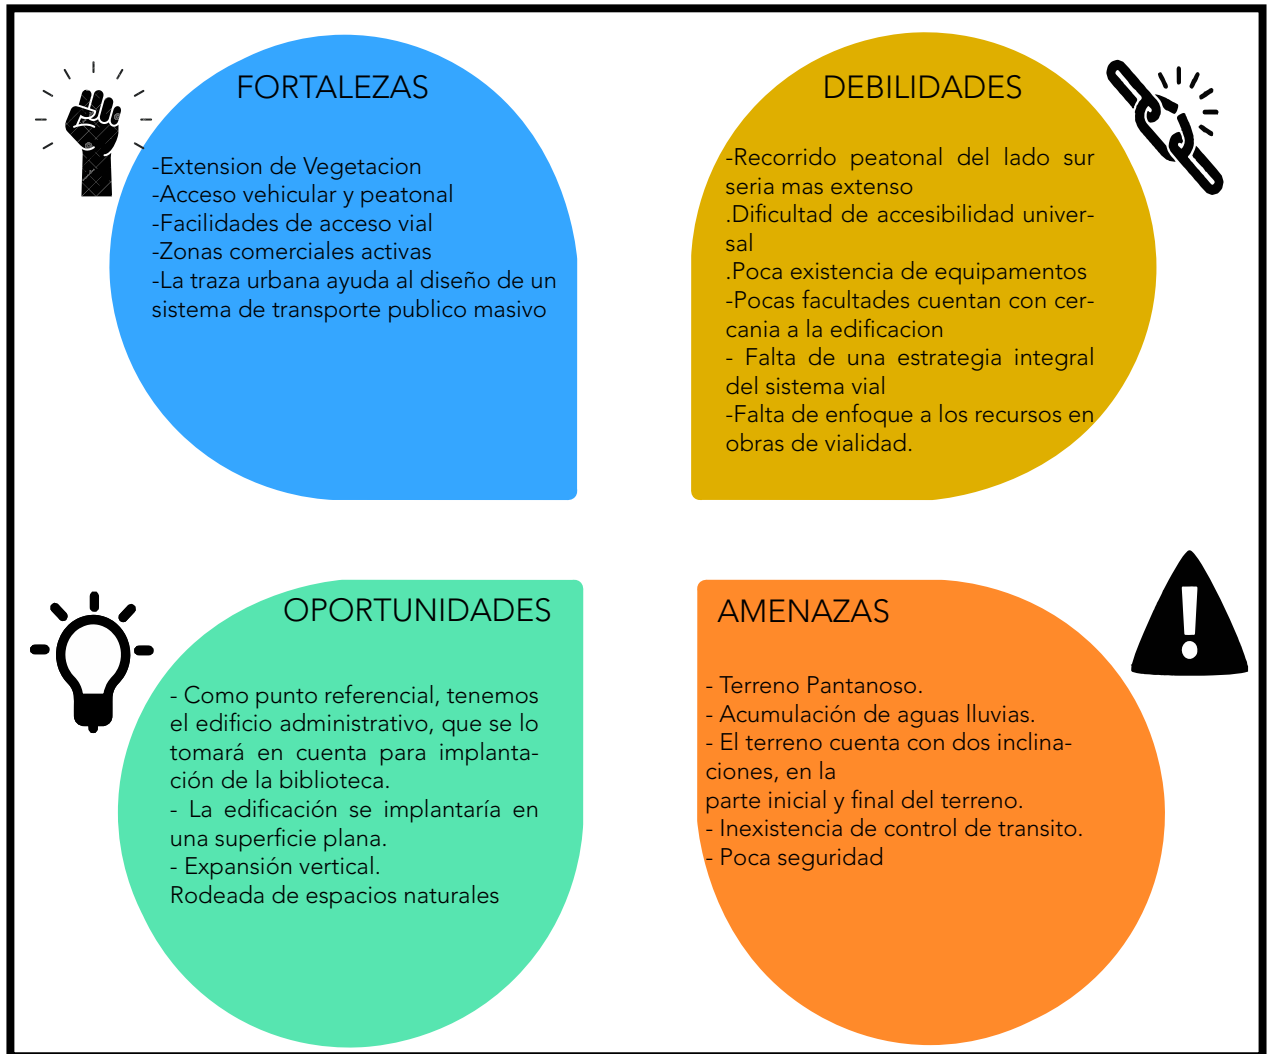 FORTALEZAS
-Extension de Vegetacion
-Acceso vehicular y peatonal
-Facilidades de acceso vial
-Zonas comerciales activas
-La traza urbana ayuda al diseño de un
sistema de transporte publico masivo
DEBILIDADES
-Recorrido peatonal del lado sur
seria mas extenso
.Dificultad de accesibilidad univer-
sal
.Poca existencia de equipamentos
-Pocas facultades cuentan con cer-
cania a la edificacion
- Falta de una estrategia integral
del sistema vial
-Falta de enfoque a los recursos en
obras de vialidad.
OPORTUNIDADES
- Como punto referencial, tenemos
el edificio administrativo, que se lo
tomará en cuenta para implanta-
ción de la biblioteca.
- La edificación se implantaría en
una superficie plana.
- Expansión vertical.
Rodeada de espacios naturales
AMENAZAS
- Terreno Pantanoso.
- Acumulación de aguas lluvias.
- El terreno cuenta con dos inclina-
ciones, en la
parte inicial y final del terreno.
- Inexistencia de control de transito.
- Poca seguridad